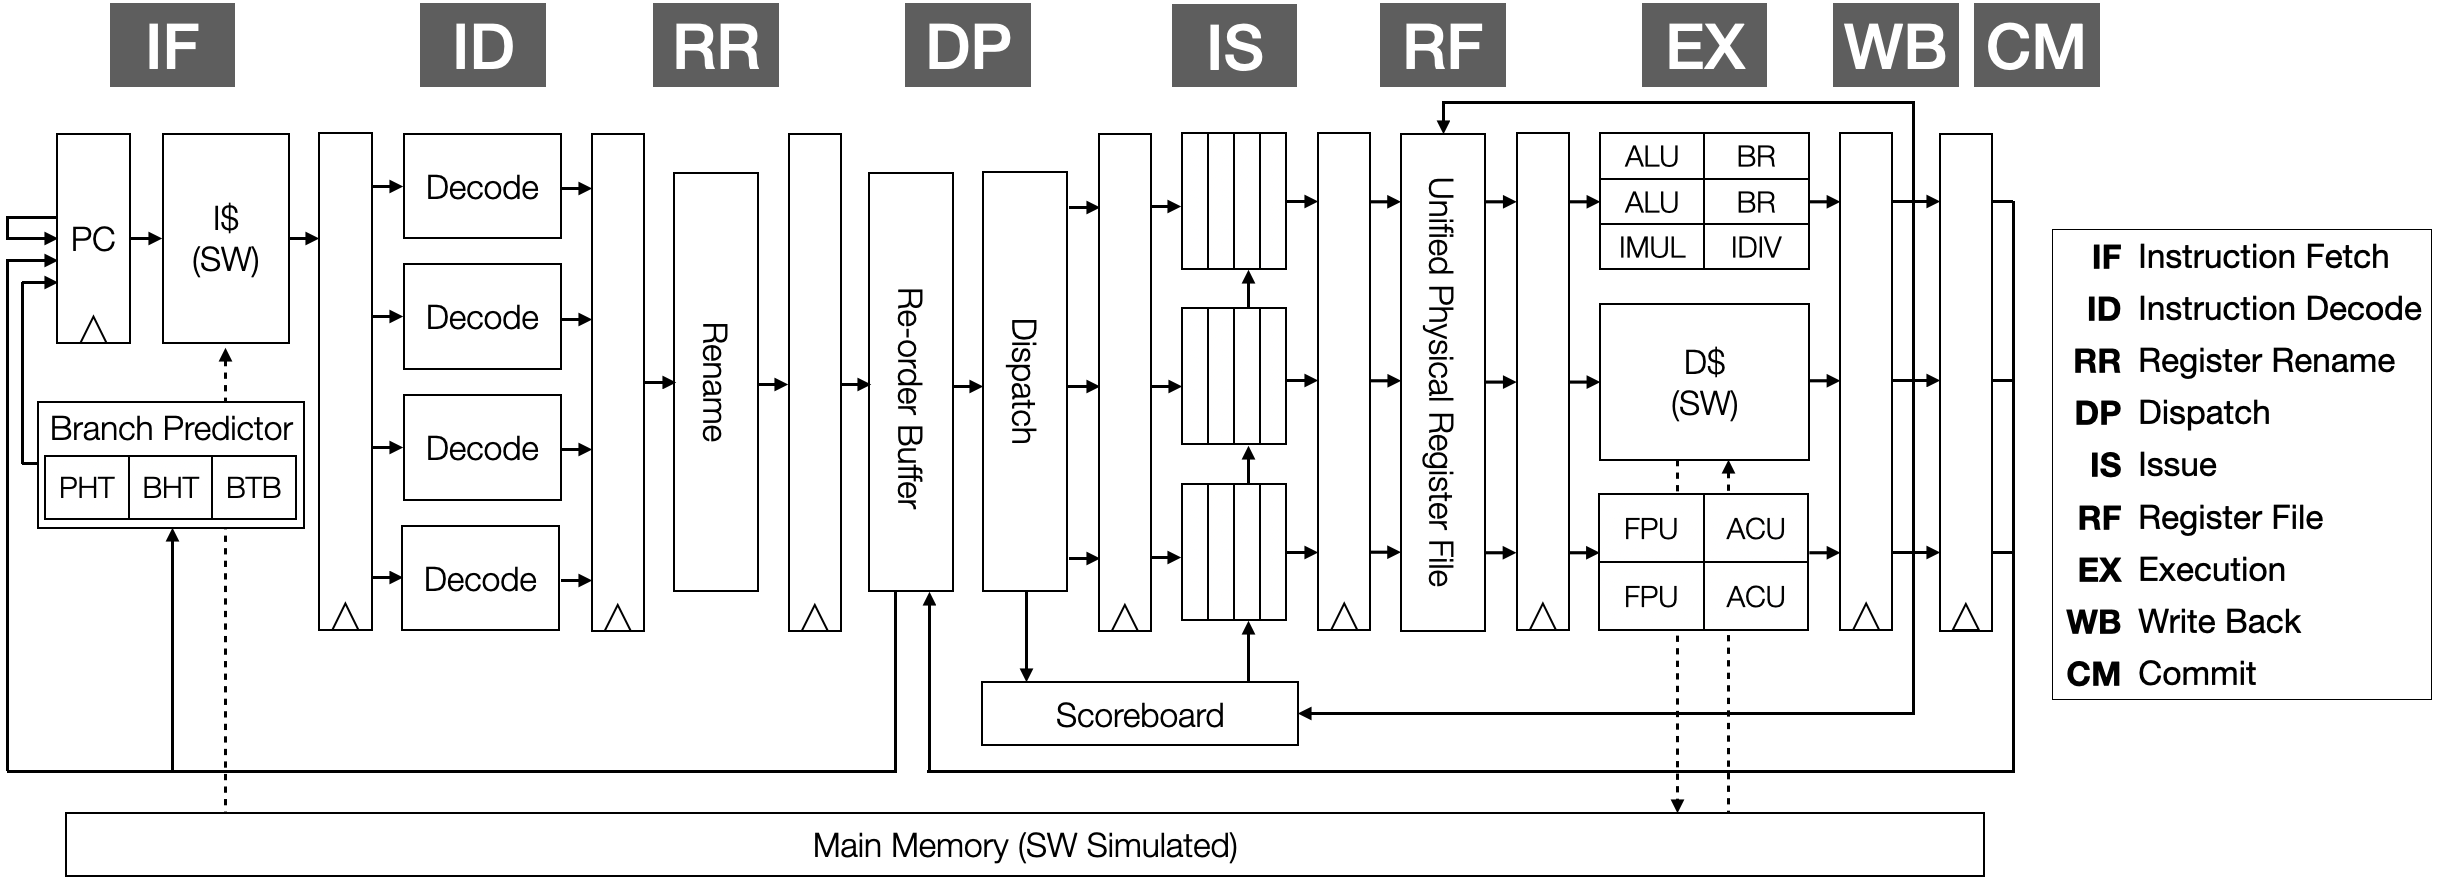 IF ID RR DP IS RF EX WB CM
PC
I$
(SW)
Branch Predictor
PHT BHT BTB
Decode
Decode
Decode
Decode
Rename
Re-order Buffer
Dispatch
Scoreboard
Unified Physical Register File
ALU BR
ALU BR
IMUL IDIV
D$
(SW)
FPU ACU
FPU ACU
Main Memory (SW Simulated)
IF Instruction Fetch
ID Instruction Decode
RR Register Rename
DP Dispatch
IS Issue
RF Register File
EX Execution
WB Write Back
CM Commit